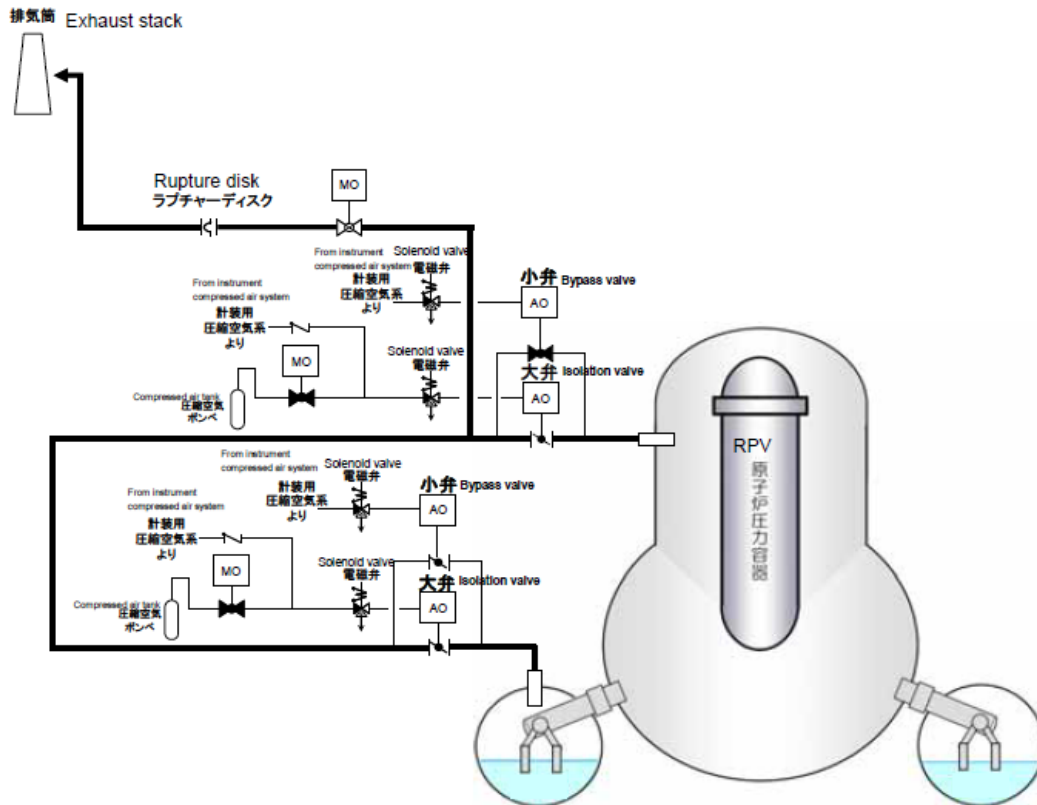 排気筒 Exhaust stack
MO
Rupture disk
ラプチャーディスク
From instrument
compressed air system
計装用
圧縮空気系
より
Solenoid valve
電磁弁
小弁 Bypass valve
AO
From instrument
compressed air system
計装用
圧縮空気系
より
MO
Solenoid valve
電磁弁
大弁 Isolation valve
AO
Compressed air tank
圧縮空気
ボンベ
RPV
原子炉圧力容器
From instrument
compressed air system
計装用
圧縮空気系
より
Solenoid valve
電磁弁
小弁 Bypass valve
AO
From instrument
compressed air system
計装用
圧縮空気系
より
MO
Solenoid valve
電磁弁
大弁 Isolation valve
AO
Compressed air tank
圧縮空気
ボンベ